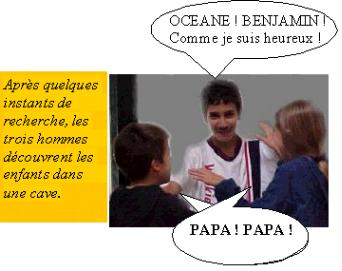 OCEANE ! BENJAMIN !
Comme je suis heureux !
Après quelques
instants de
recherche, les
trois hommes
découvrent les
enfants dans
une cave.
PAPA ! PAPA !